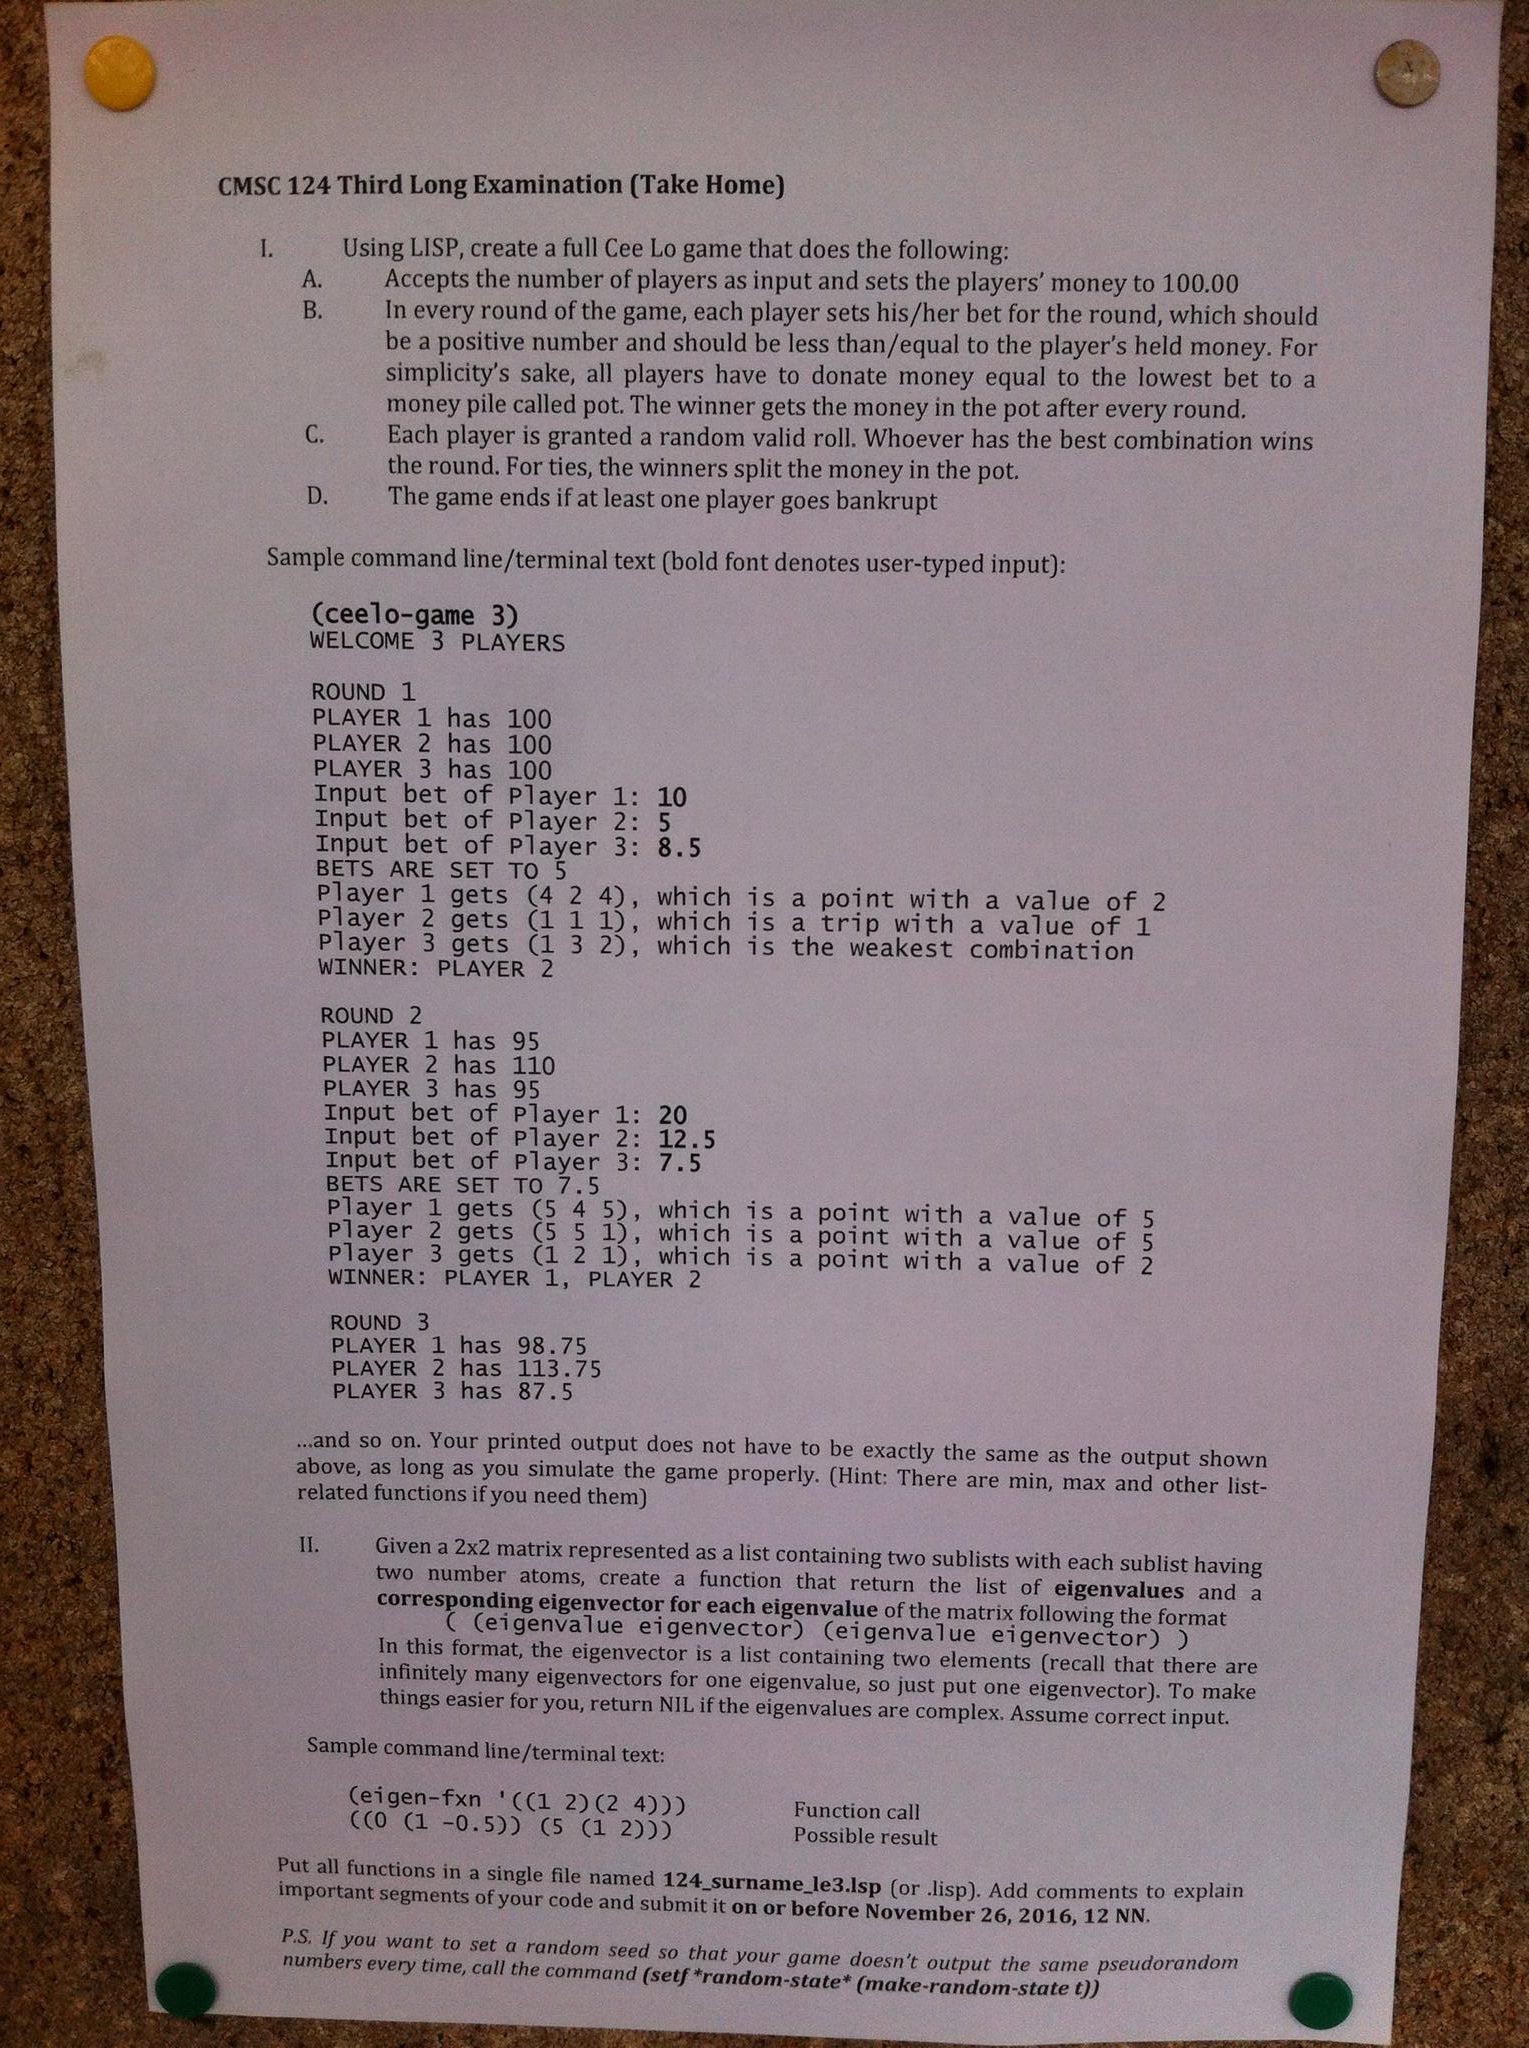 CMSC 124 Third Long Examination (Take Home)
I. Using LISP, create a full Cee Lo game that does the following:
A. Accepts the number of players as input and sets the players' money to 100.00
B. In every round of the game, each player sets his/her bet for the round, which should
be a positive number and should be less than/equal to the player's held money. For
simplicity's sake, all players have to donate money equal to the lowest bet to a
money pile called pot. The winner gets the money in the pot after every round.
C. Each player is granted a random valid roll. Whoever has the best combination wins
the round. For ties, the winners split the money in the pot.
D. The game ends if at least one player goes bankrupt
Sample command line/terminal text (bold font denotes user-typed input):
(ceelo-game 3)
WELCOME 3 PLAYERS
ROUND 1
PLAYER 1 has 100
PLAYER 2 has 100
PLAYER 3 has 100
Input bet of Player 1: 10
Input bet of Player 2: 5
Input bet of Player 3: 8.5
BETS ARE SET TO 5
Player 1 gets (4 2 4), which is a point with a value of 2
Player 2 gets (1 1 1), which is a trip with a value of 1
Player 3 gets (1 3 2), which is the weakest combination
WINNER: PLAYER 2
ROUND 2
PLAYER 1 has 95
PLAYER 2 has 110
PLAYER 3 has 95
Input bet of Player 1: 20
Input bet of Player 2: 12.5
Input bet of Player 3: 7.5
BETS ARE SET TO 7.5
Player 1 gets (5 4 5), which is a point with a value of 5
Player 2 gets (5 5 1), which is a point with a value of 5
Player 3 gets (1 2 1), which is a point with a value of 2
WINNER: PLAYER 1, PLAYER 2
ROUND 3
PLAYER 1 has 98.75
PLAYER 2 has 113.75
PLAYER 3 has 87.5
...and so on. Your printed output does not have to be exactly the same as the output shown
above, as long as you simulate the game properly. (Hint: There are min, max and other list-
related functions if you need them)
II. Given a 2x2 matrix represented as a list containing two sublists with each sublist having
two number atoms, create a function that return the list of eigenvalues and a
corresponding eigenvector for each eigenvalue of the matrix following the format
( (eigenvalue eigenvector) (eigenvalue eigenvector) )
In this format, the eigenvector is a list containing two elements (recall that there are
infinitely many eigenvectors for one eigenvalue, so just put one eigenvector). To make
things easier for you, return NIL if the eigenvalues are complex. Assume correct input.
Sample command line/terminal text:
(eigen-fxn '((1 2)(2 4))) Function call
((0 (1 -0.5)) (5 (1 2))) Possible result
Put all functions in a single file named 124_surname_le3.lsp (or .lisp). Add comments to explain
important segments of your code and submit it on or before November 26, 2016, 12 NN.
P.S. If you want to set a random seed so that your game doesn't output the same pseudorandom
numbers every time, call the command (setf *random-state* (make-random-state t))